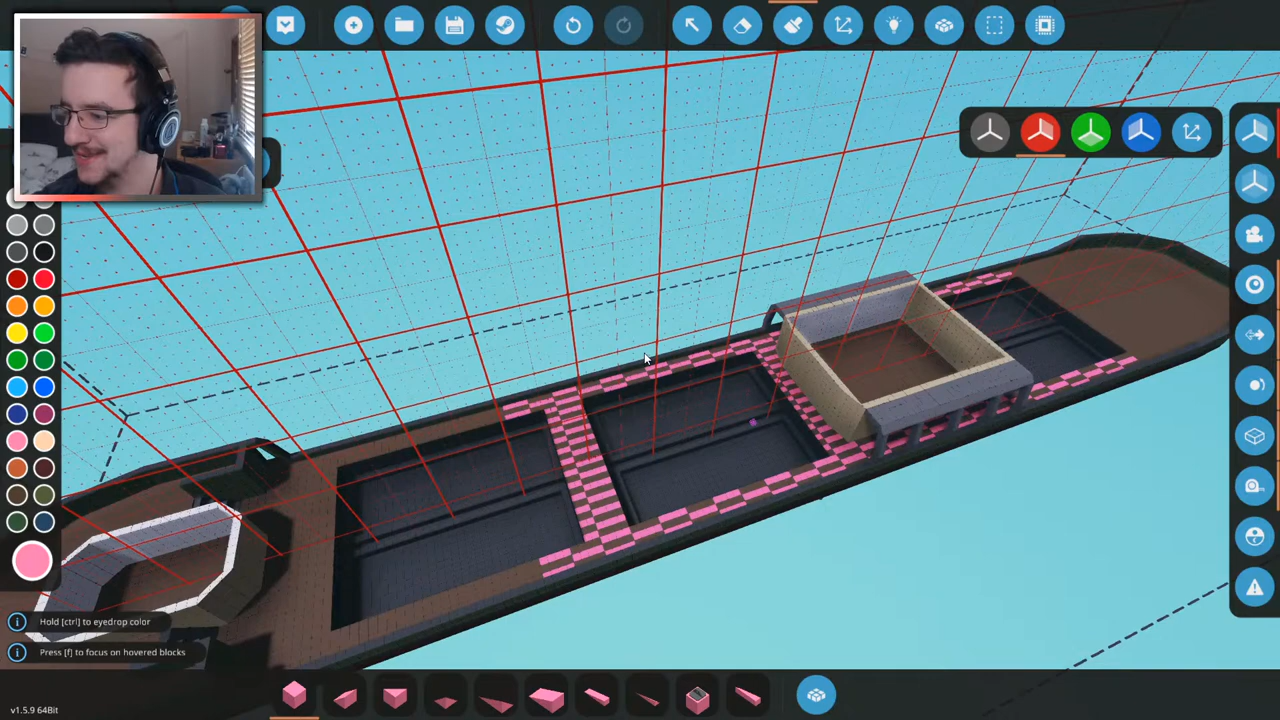 Hold [ctrl] to eyedrop color
Press [f] to focus on hovered blocks
v1.5.9 64Bit